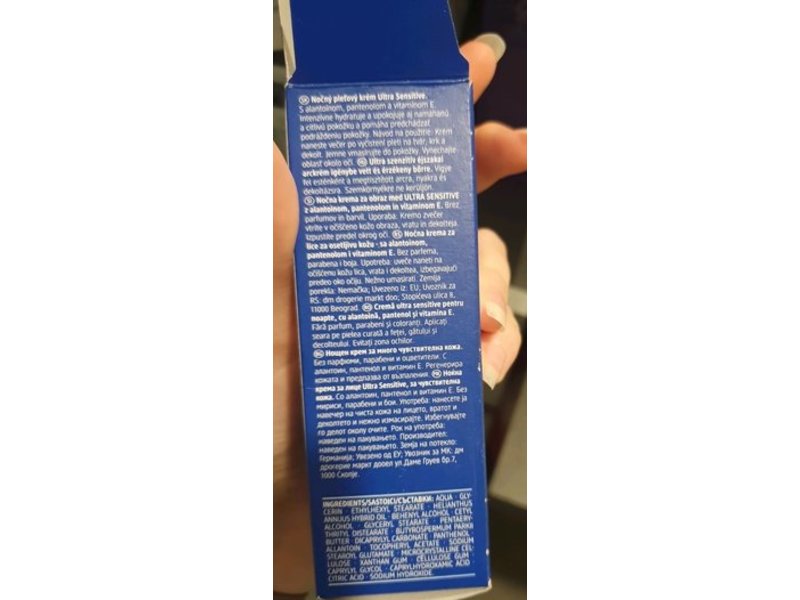 SK Nočný pleťový krém Ultra Sensitive.
S alantoínom, pantenolom a vitamínom E.
Intenzívne hydratuje a upokojuje aj namáhanú
a citlivú pokožku a pomáha predchádzať
podráždeniu pokožky. Návod na použitie: Krém
naneste večer po vyčistení pleti na tvár, krk a
dekolt. Jemne vmasírujte do pokožky. Vynechajte
oblasť okolo očí. HU Ultra szenzitív éjszakai
arckrém igénybe vett és érzékeny bőrre. Vigye
fel esténként a megtisztított arcra, nyakra és
dekoltázsra. Szemkörnyékre ne kerüljön.
SI Nočna krema za obraz med ULTRA SENSITIVE
z alantoinom, pantenolom in vitaminom E. Brez
parfumov in barvil. Uporaba: Kremo zvečer
vtrite v očiščeno kožo obraza, vratu in dekolteja.
Izpustite predel okrog oči. RS Noćna krema za
lice za osetljivu kožu - sa alantoinom,
pantenolom i vitaminom E. Bez parfema,
parabena i boja. Upotreba: uveče naneti na
očišćenu kožu lica, vrata i dekoltea, izbegavajući
predeo oko očiju. Nežno umasirati. Zemlja
porekla: Nemačka; Uvezeno iz: EU; Uvoznik za
RS: dm drogerie markt doo; Stopićeva ulica 8,
11000 Beograd. RO Cremă ultra sensitive pentru
noapte, cu alantoină, pantenol și vitamina E.
Fără parfum, parabeni și coloranți. Aplicați
seara pe pielea curată a feței, gâtului și
decolteului. Evitați zona ochilor.
BG Нощен крем за много чувствителна кожа.
Без парфюми, парабени и оцветители. С
алантоин, пантенол и витамин Е. Регенерира
кожата и предпазва от възпаления. MK Ноќна
крема за лице Ultra Sensitive, за чувствителна
кожа. Со алантоин, пантенол и витамин Е. Без
мириси, парабени и бои. Употреба: нанесете ја
навечер на чиста кожа на лицето, вратот и
деколтето и нежно измасирајте. Избегнувајте
го делот околу очите. Рок на употреба:
наведен на пакувањето. Производител:
наведен на пакувањето. Земја на потекло:
Германија; Увезено од ЕУ; Увозник за МК: дм
дрогерие маркт дооел ул.Даме Груев бр.7,
1000 Скопје.
INGREDIENTS/SASTOJCI/СЪСТАВКИ: AQUA · GLY-
CERIN · ETHYLHEXYL STEARATE · HELIANTHUS
ANNUUS HYBRID OIL · BEHENYL ALCOHOL · CETYL
ALCOHOL · GLYCERYL STEARATE · PENTAERY-
THRITYL DISTEARATE · BUTYROSPERMUM PARKII
BUTTER · DICAPRYLYL CARBONATE · PANTHENOL ·
ALLANTOIN · TOCOPHERYL ACETATE · SODIUM
STEAROYL GLUTAMATE · MICROCRYSTALLINE CEL-
LULOSE · XANTHAN GUM · CELLULOSE GUM ·
CAPRYLYL GLYCOL · CAPRYLHYDROXAMIC ACID ·
CITRIC ACID · SODIUM HYDROXIDE.